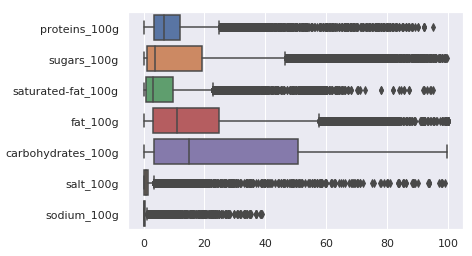 proteins_100g
sugars_100g
saturated-fat_100g
fat_100g
carbohydrates_100g
salt_100g
sodium_100g
0 20 40 60 80 100